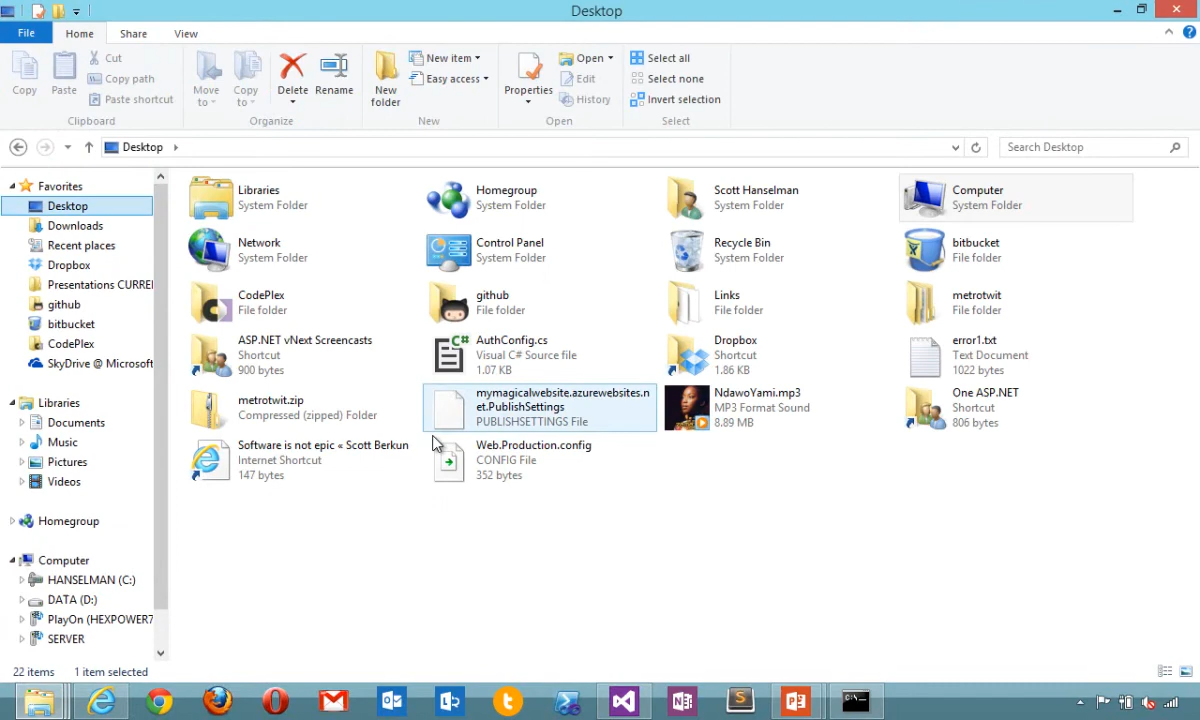 Desktop
File
Home
Share
View
Copy
Paste
Cut
Copy path
Paste shortcut
Clipboard
Move
to
Copy
to
Delete
Rename
Organize
New
folder
New item
Easy access
New
Properties
Open
Edit
History
Open
Select all
Select none
Invert selection
Select
Desktop
Search Desktop
Favorites
Desktop
Downloads
Recent places
Dropbox
Presentations CURRE
github
bitbucket
CodePlex
SkyDrive @ Microsoft
Libraries
Documents
Music
Pictures
Videos
Homegroup
Computer
HANSELMAN (C:)
DATA (D:)
PlayOn (HEXPOWER7
SERVER
Libraries
System Folder
Homegroup
System Folder
Scott Hanselman
System Folder
Computer
System Folder
Network
System Folder
Control Panel
System Folder
Recycle Bin
System Folder
bitbucket
File folder
CodePlex
File folder
github
File folder
Links
File folder
metrotwit
File folder
ASP.NET vNext Screencasts
Shortcut
900 bytes
AuthConfig.cs
Visual C# Source file
1.07 KB
Dropbox
Shortcut
1.86 KB
error1.txt
Text Document
1022 bytes
metrotwit.zip
Compressed (zipped) Folder
mymagicalwebsite.azurewebsites.n
et.PublishSettings
PUBLISHSETTINGS File
NdawoYami.mp3
MP3 Format Sound
8.89 MB
One ASP.NET
Shortcut
806 bytes
Software is not epic « Scott Berkun
Internet Shortcut
147 bytes
Web.Production.config
CONFIG File
352 bytes
22 items
1 item selected